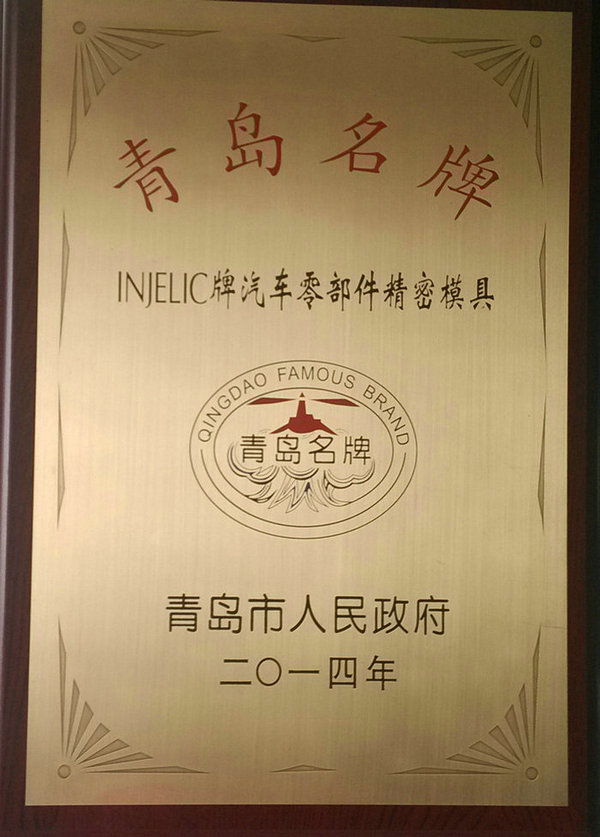 青岛名牌
INJELIC牌汽车零部件精密模具
QINGDAO FAMOUS BRAND
青岛名牌
青岛市人民政府
二〇一四年